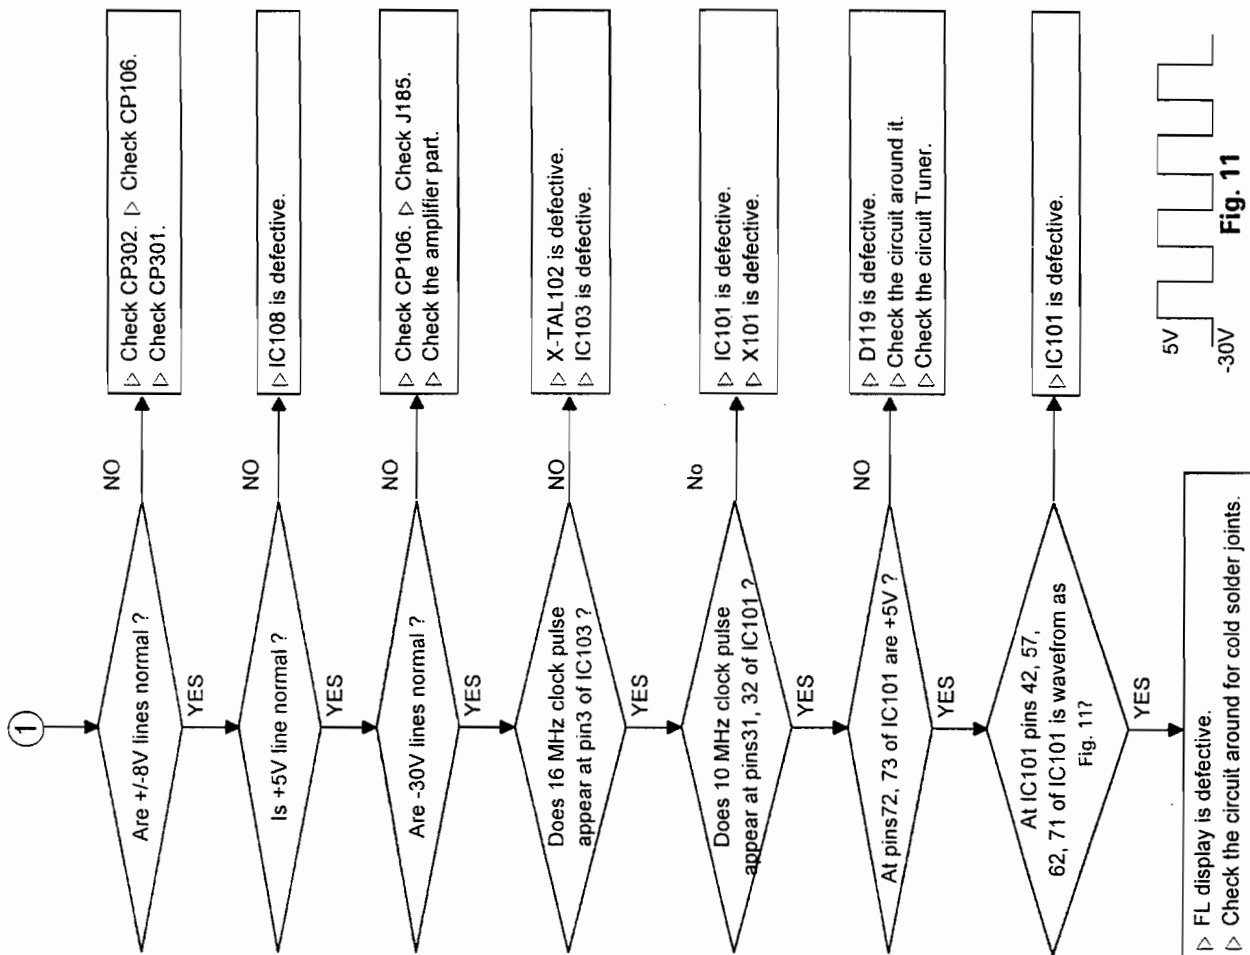 1
Are +/-8V lines normal ?
NO
▷ Check CP302. ▷ Check CP106.
▷ Check CP301.
YES
Is +5V line normal ?
NO
▷ IC108 is defective.
YES
Are -30V lines normal ?
NO
▷ Check CP106. ▷ Check J185.
▷ Check the amplifier part.
YES
Does 16 MHz clock pulse
appear at pin3 of IC103 ?
NO
▷ X-TAL102 is defective.
▷ IC103 is defective.
YES
Does 10 MHz clock pulse
appear at pins31, 32 of IC101 ?
No
▷ IC101 is defective.
▷ X101 is defective.
YES
At pins72, 73 of IC101 are +5V ?
NO
▷ D119 is defective.
▷ Check the circuit around it.
▷ Check the circuit Tuner.
YES
At IC101 pins 42, 57,
62, 71 of IC101 is wavefrom as
Fig. 11?
▷ IC101 is defective.
YES
▷ FL display is defective.
▷ Check the circuit around for cold solder joints.
5V
-30V
Fig. 11